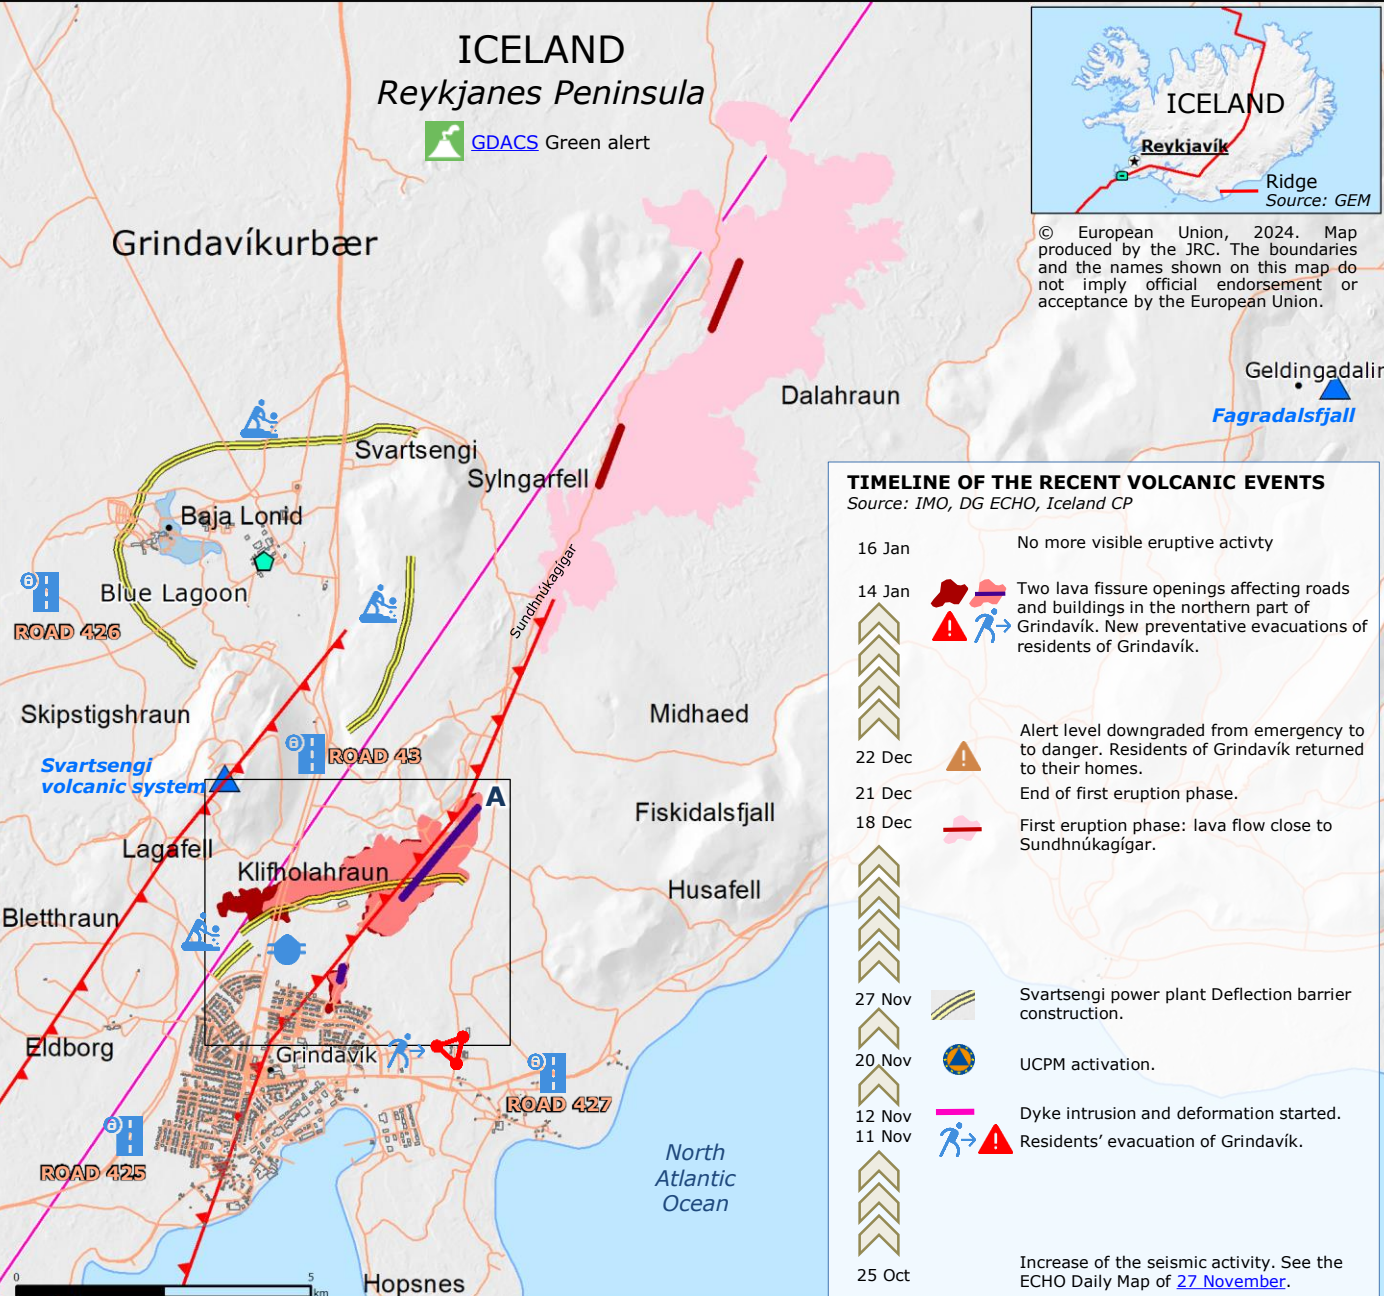 ICELAND
Reykjanes Peninsula
GDACS Green alert
ICELAND
Reykjavík
Ridge
Source: GEM
© European Union, 2024. Map
produced by the JRC. The boundaries
and the names shown on this map do
not imply official endorsement or
acceptance by the European Union.
Grindavíkurbær
Geldingadalir
Fagradalsfjall
Dalahraun
Svartsengi
Sylngarfell
Baja Lonid
Blue Lagoon
Sundhnúkagígar
ROAD 426
Skipstigshraun
Midhaed
ROAD 43
Svartsengi
volcanic system
A
Fiskidalsfjall
Lagafell
Klifholahraun
Husafell
Bletthraun
Eldborg
Grindavik
ROAD 427
ROAD 425
North
Atlantic
Ocean
Hopsnes
0 5
km
TIMELINE OF THE RECENT VOLCANIC EVENTS
Source: IMO, DG ECHO, Iceland CP
16 Jan
No more visible eruptive activty
14 Jan
Two lava fissure openings affecting roads
and buildings in the northern part of
Grindavík. New preventative evacuations of
residents of Grindavík.
22 Dec
Alert level downgraded from emergency to
to danger. Residents of Grindavík returned
to their homes.
21 Dec
End of first eruption phase.
18 Dec
First eruption phase: lava flow close to
Sundhnúkagígar.
27 Nov
Svartsengi power plant Deflection barrier
construction.
20 Nov
UCPM activation.
12 Nov
Dyke intrusion and deformation started.
11 Nov
Residents’ evacuation of Grindavík.
25 Oct
Increase of the seismic activity. See the
ECHO Daily Map of 27 November.